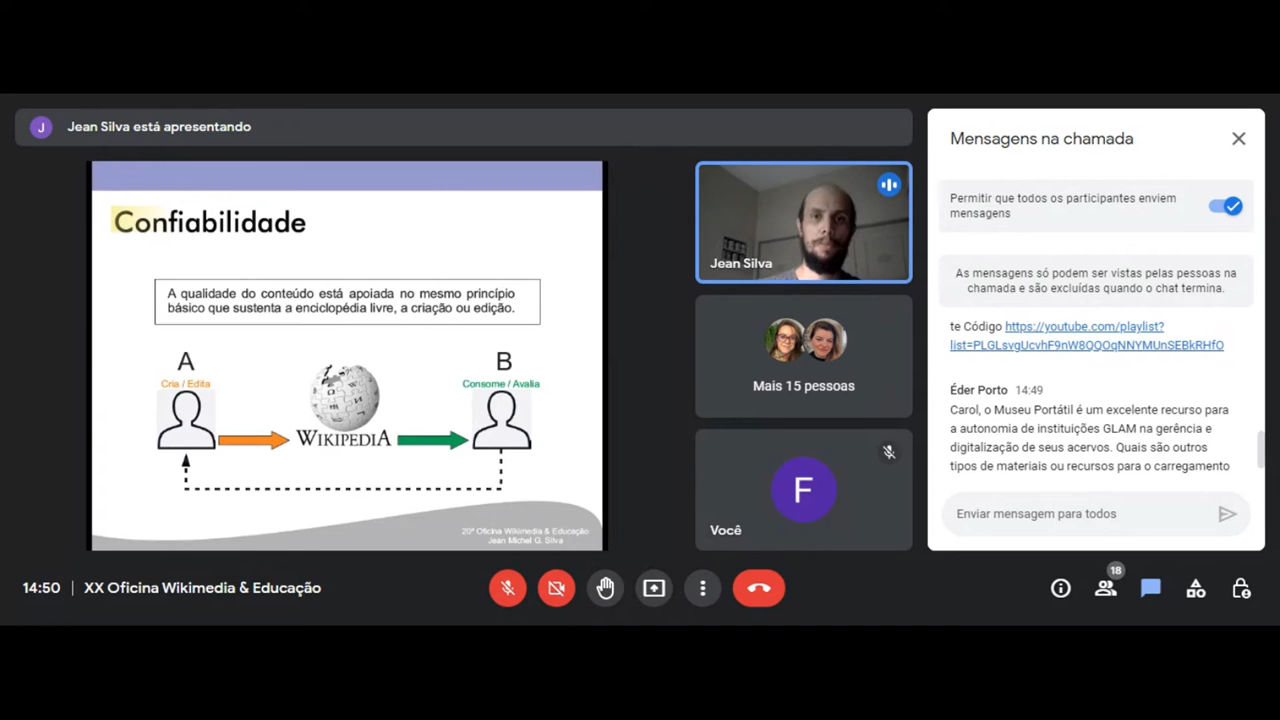 Jean Silva está apresentando
J
Confiabilidade
A qualidade do conteúdo está apoiada no mesmo princípio
básico que sustenta a enciclopédia livre, a criação ou edição.
A
B
Cria / Edita
Consome / Avalia
WIKIPEDIA
20ª Oficina Wikimedia & Educação
Jean Michel G. Silva
Jean Silva
Mais 15 pessoas
F
Você
Mensagens na chamada
Permitir que todos os participantes enviem
mensagens
As mensagens só podem ser vistas pelas pessoas na
chamada e são excluídas quando o chat termina.
te Código https://youtube.com/playlist?
list=PLGLsvgUcvhF9nW8QQOqNNYMUnSEBkRHfO
Éder Porto 14:49
Carol, o Museu Portátil é um excelente recurso para
a autonomia de instituições GLAM na gerência e
digitalização de seus acervos. Quais são outros
tipos de materiais ou recursos para o carregamento
Enviar mensagem para todos
14:50 | XX Oficina Wikimedia & Educação
18